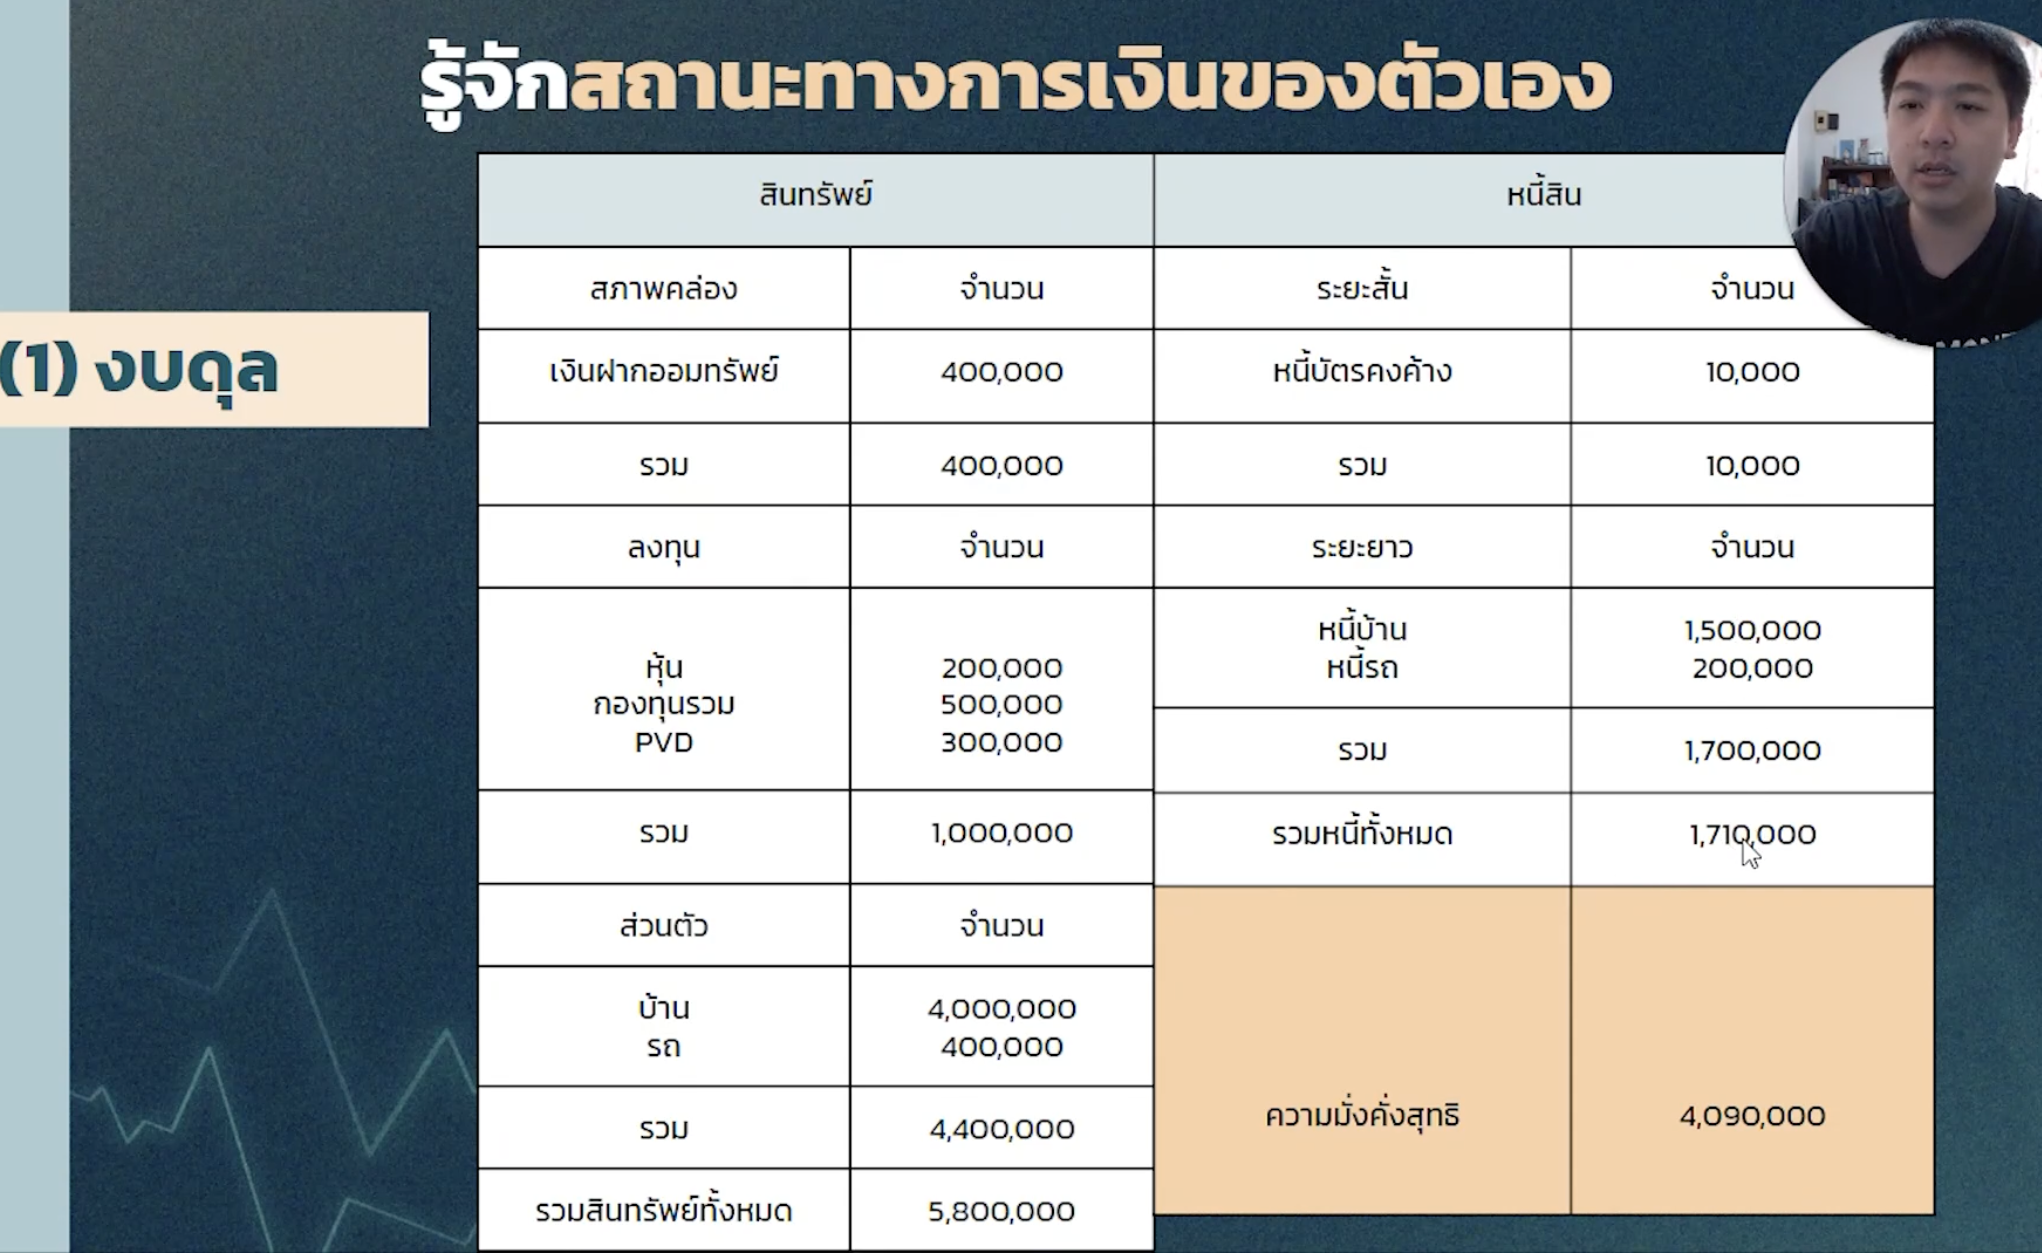 รู้จักสถานะทางการเงินของตัวเอง
(1) งบดุล
สินทรัพย์ หนี้สิน
สภาพคล่อง จำนวน ระยะสั้น จำนวน
เงินฝากออมทรัพย์ 400,000 หนี้บัตรคงค้าง 10,000
รวม 400,000 รวม 10,000
ลงทุน จำนวน ระยะยาว จำนวน
หนี้บ้าน 1,500,000
หุ้น 200,000 หนี้รถ 200,000
กองทุนรวม 500,000
PVD 300,000 รวม 1,700,000
รวม 1,000,000 รวมหนี้ทั้งหมด 1,710,000
ส่วนตัว จำนวน
บ้าน 4,000,000
รถ 400,000
รวม 4,400,000 ความมั่งคั่งสุทธิ 4,090,000
รวมสินทรัพย์ทั้งหมด 5,800,000